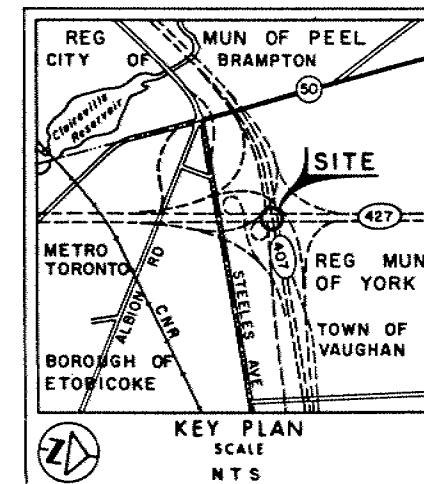 REG MUN OF PEEL
CITY OF BRAMPTON
Claireville
Reservoir
50
SITE
427
METRO
TORONTO
ALBION RD
CNR
STEELES AVE
407
REG MUN
OF YORK
TOWN OF
VAUGHAN
BOROUGH OF
ETOBICOKE
KEY PLAN
SCALE
NTS
Z